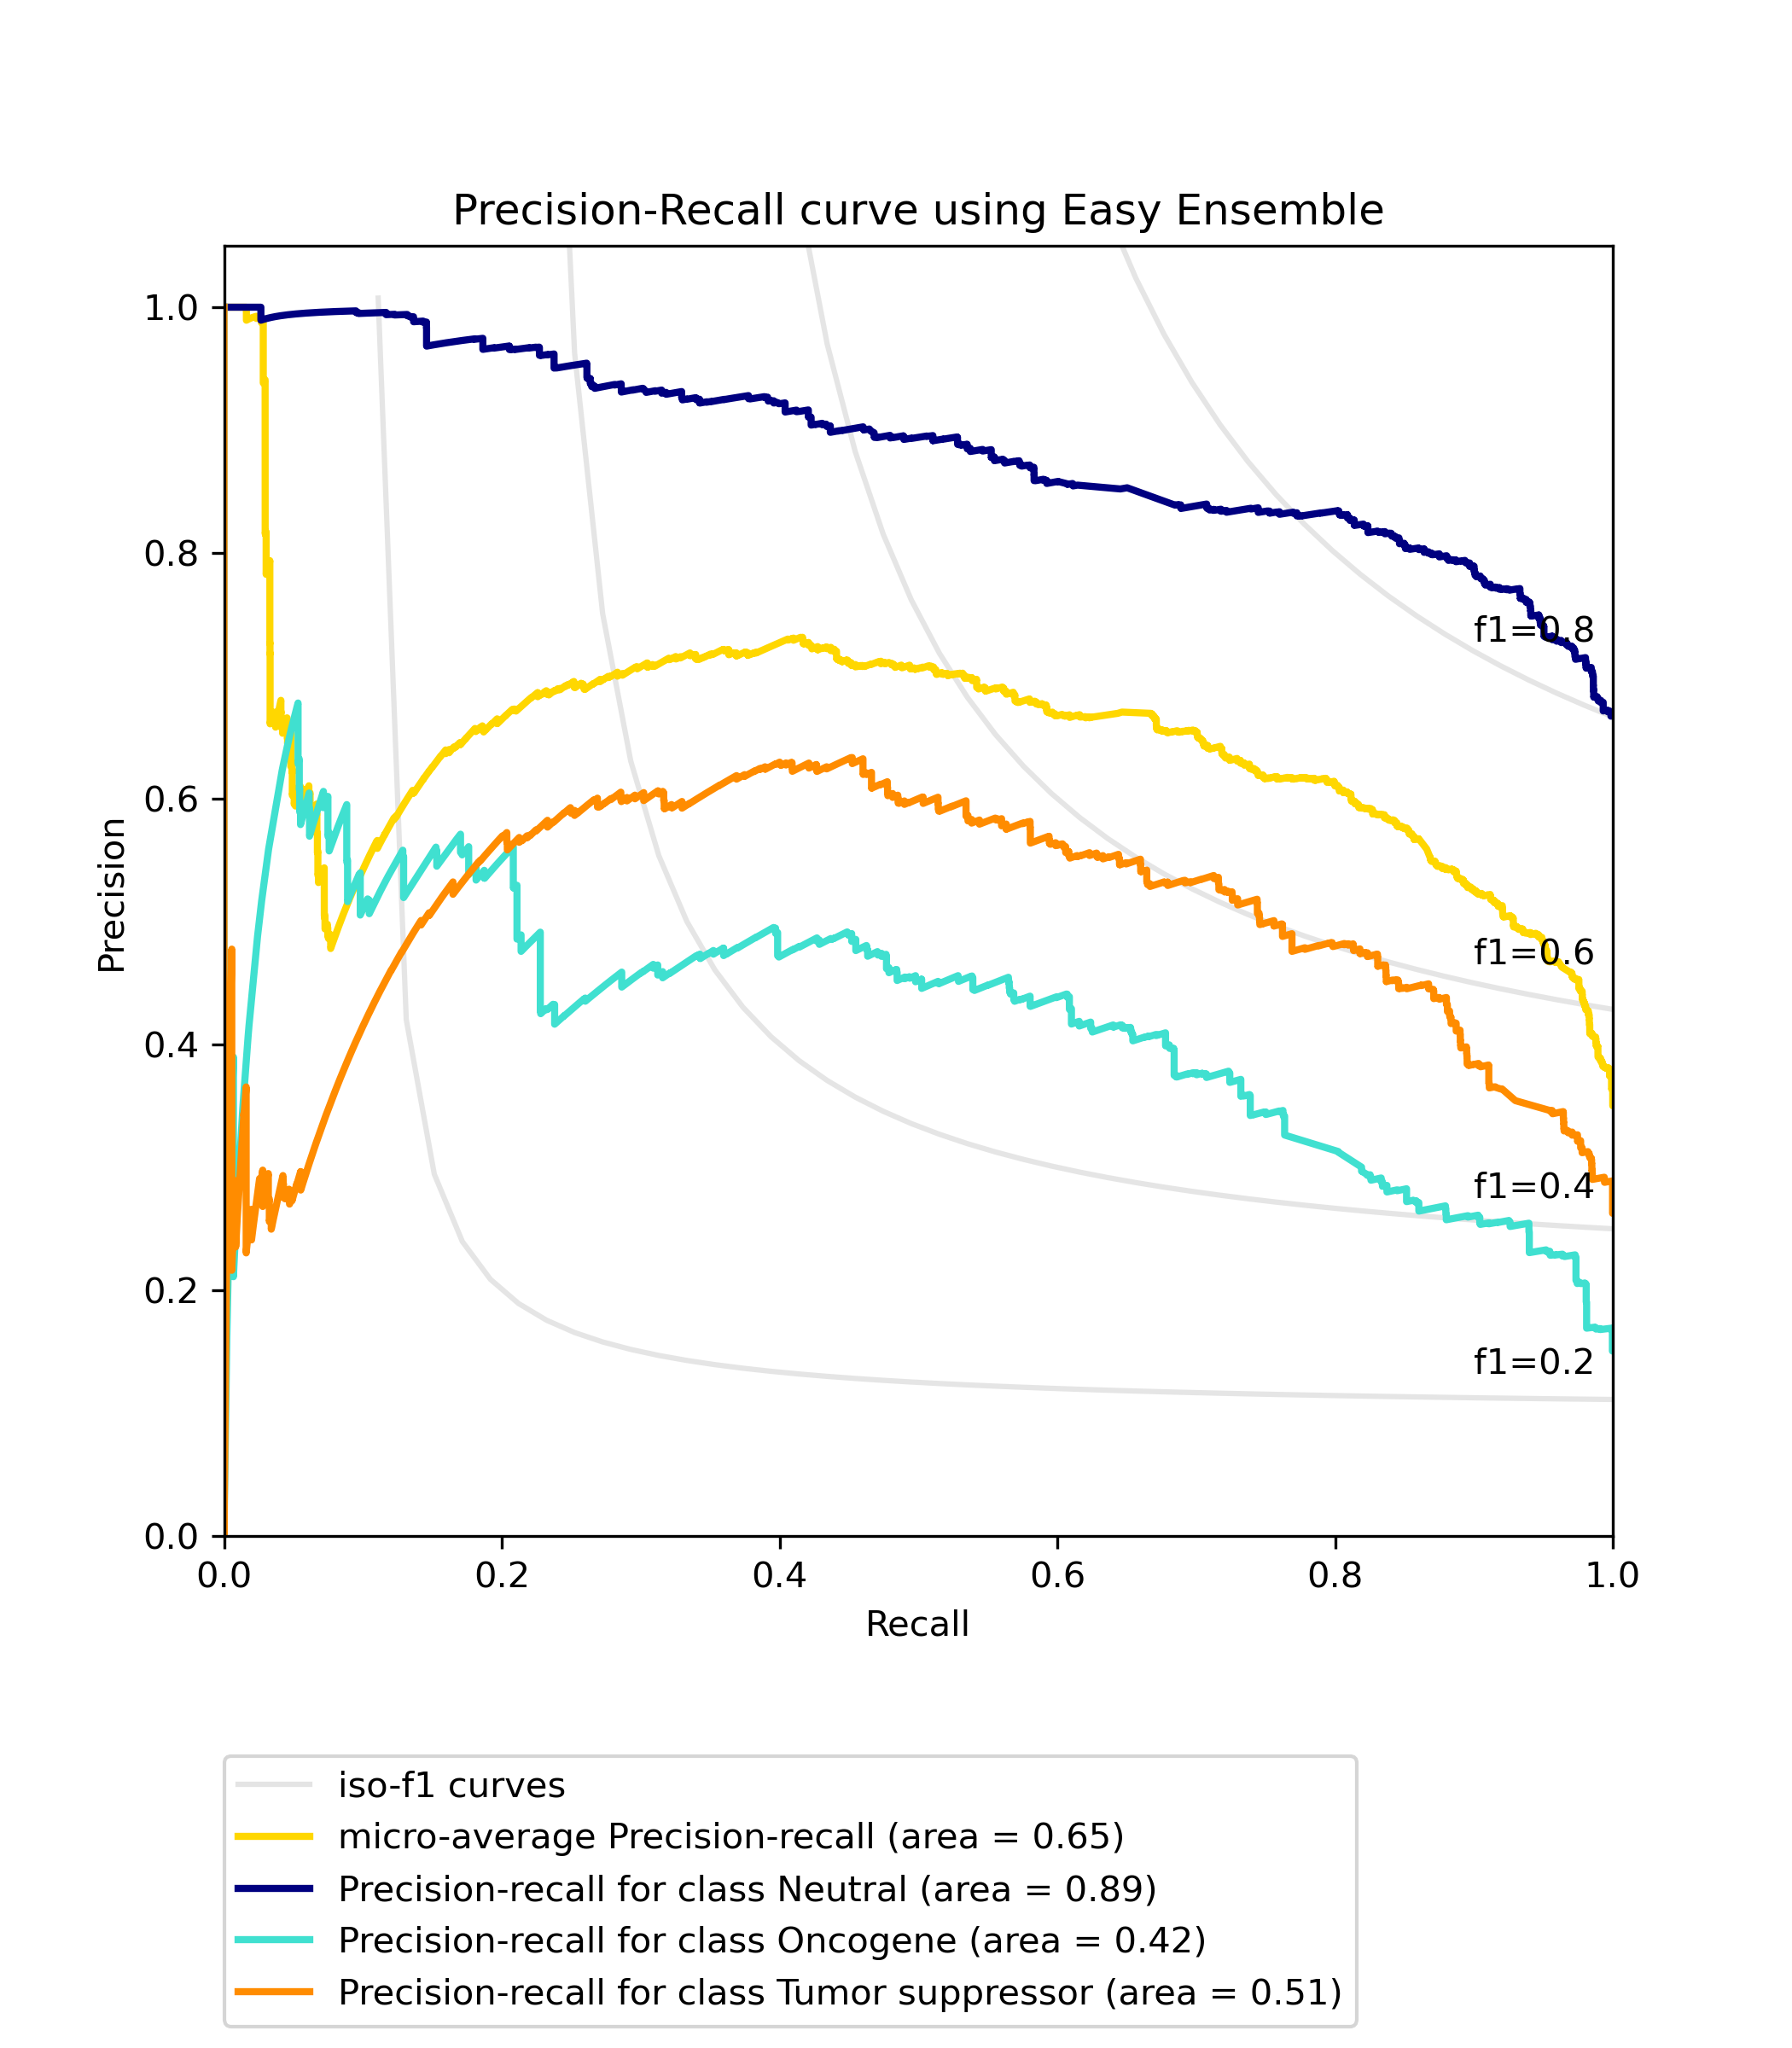 Precision-Recall curve using Easy Ensemble
1.0
0.8
0.6
0.4
0.2
0.0
Precision
f1=0.8
f1=0.6
f1=0.4
f1=0.2
0.0 0.2 0.4 0.6 0.8 1.0
Recall
iso-f1 curves
micro-average Precision-recall (area = 0.65)
Precision-recall for class Neutral (area = 0.89)
Precision-recall for class Oncogene (area = 0.42)
Precision-recall for class Tumor suppressor (area = 0.51)